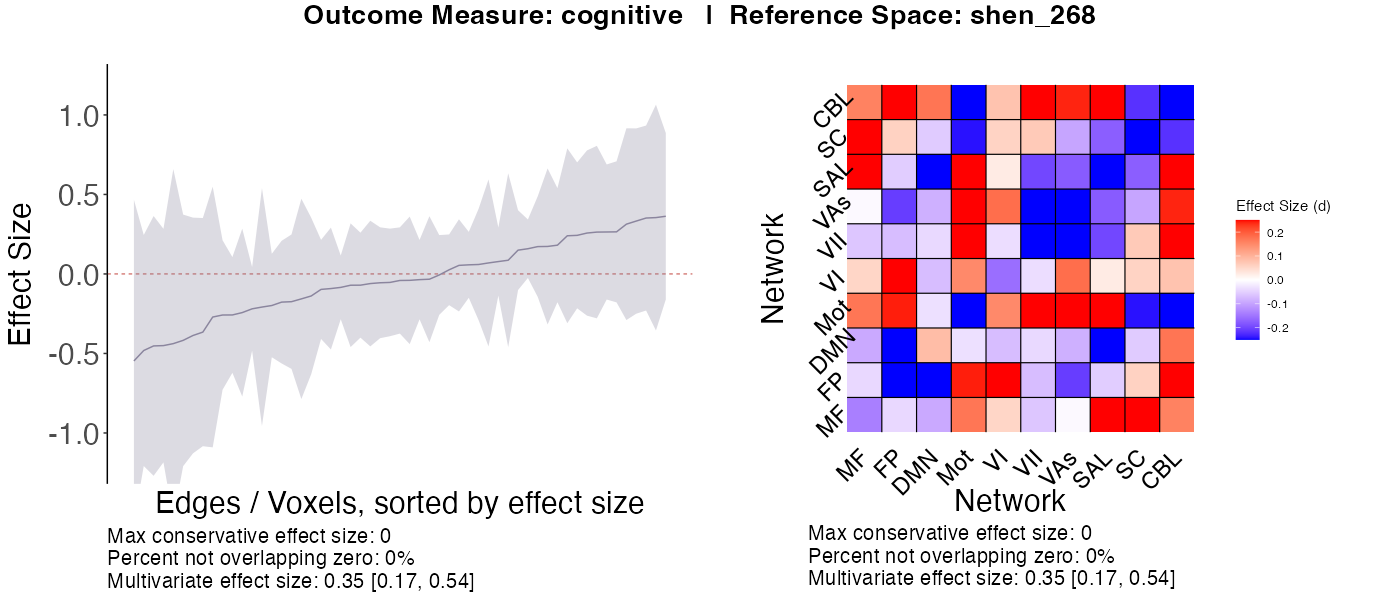 Outcome Measure: cognitive | Reference Space: shen_268
Effect Size
1.0
0.5
0.0
-0.5
-1.0
Edges / Voxels, sorted by effect size
Max conservative effect size: 0
Percent not overlapping zero: 0%
Multivariate effect size: 0.35 [0.17, 0.54]
Network
CBL
SC
SAL
VAs
VII
VI
Mot
DMN
FP
MF
MF FP DMN Mot VI VII VAs SAL SC CBL
Network
Max conservative effect size: 0
Percent not overlapping zero: 0%
Multivariate effect size: 0.35 [0.17, 0.54]
Effect Size (d)
0.2
0.1
0.0
-0.1
-0.2